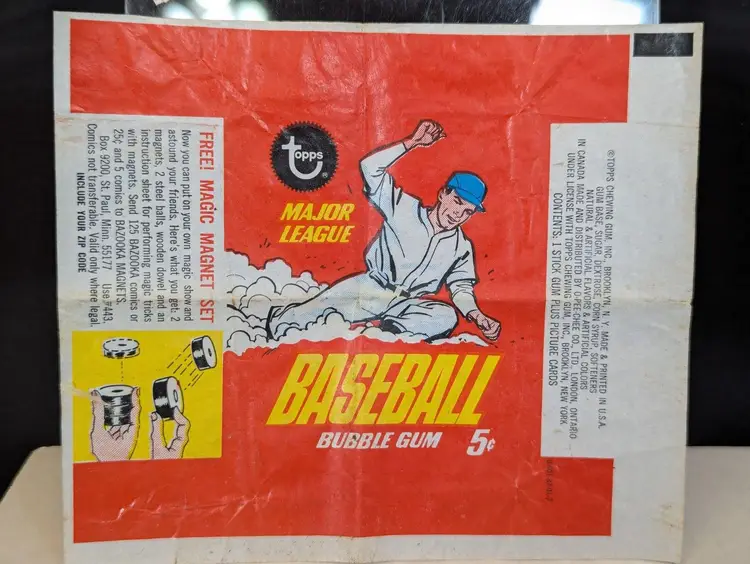 FREE! MAGIC MAGNET SET
Now you can put on your own magic show and
astound your friends. Here's what you get: 2
magnets, 2 steel balls, wooden dowel and an
instruction sheet for performing magic tricks
with magnets. Send 125 BAZOOKA comics or
25¢ and 5 comics to BAZOOKA MAGNETS,
Box 9200, St. Paul, Minn. 55177 Use #443.
Comics not transferable. Valid only where legal.
INCLUDE YOUR ZIP CODE
topps
®
MAJOR
LEAGUE
BASEBALL
BUBBLE GUM 5¢
®TOPPS CHEWING GUM, INC., BROOKLYN, N. Y. MADE & PRINTED IN U.S.A.
GUM BASE, SUGAR, DEXTROSE, CORN SYRUP, SOFTENERS
NATURAL & ARTIFICIAL FLAVORS & ARTIFICIAL COLORS
IN CANADA MADE AND DISTRIBUTED BY O-PEE-CHEE CO., LTD., LONDON, ONTARIO
UNDER LICENSE WITH TOPPS CHEWING GUM, INC., BROOKLYN, NEW YORK
CONTENTS: 1 STICK GUM PLUS PICTURE CARDS